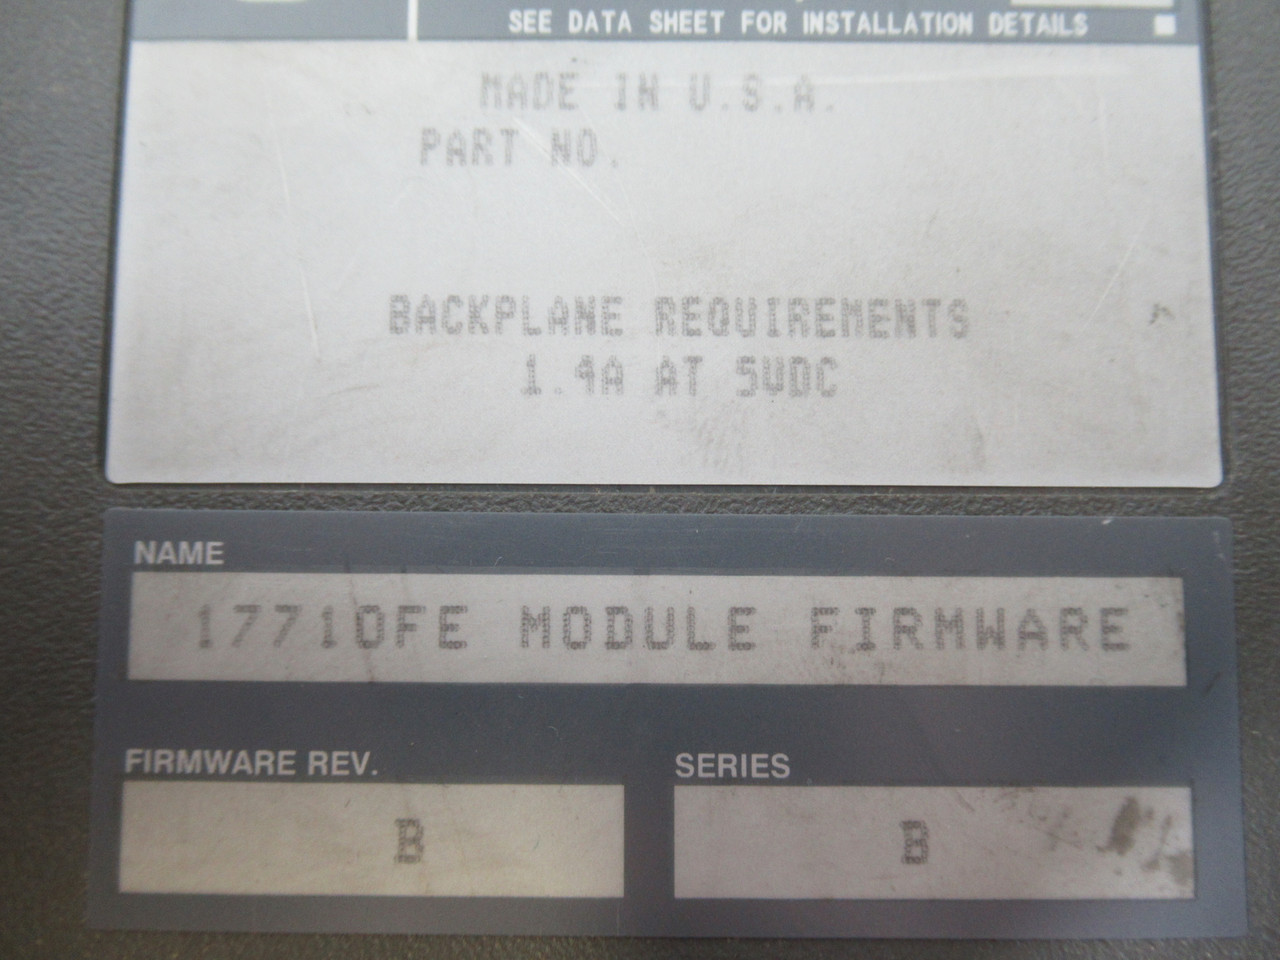 SEE DATA SHEET FOR INSTALLATION DETAILS
MADE IN U.S.A.
PART NO.
BACKPLANE REQUIREMENTS
1.4A AT 5VDC
NAME
1771OFE MODULE FIRMWARE
FIRMWARE REV.
SERIES
B
B